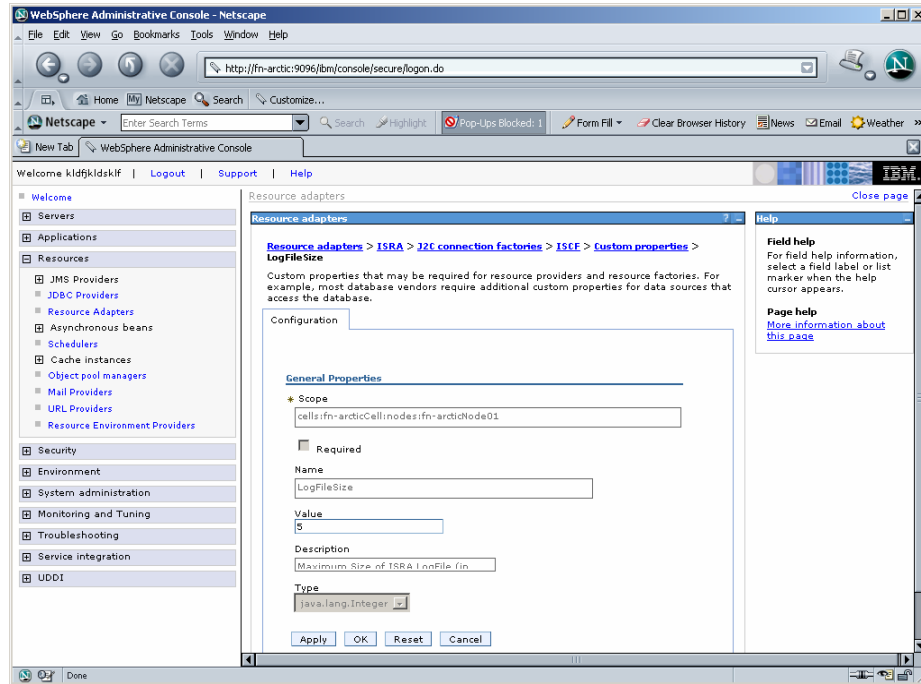 WebSphere Administrative Console - Netscape
File Edit View Go Bookmarks Tools Window Help
http://fn-arctic:9096/ibm/console/secure/logon.do
Home My Netscape Search Customize...
Netscape Enter Search Terms Search Highlight Pop-Ups Blocked: 1 Form Fill Clear Browser History News Email Weather »
New Tab WebSphere Administrative Console
Welcome kldfjkldsklf | Logout | Support | Help IBM.
Welcome
Servers
Applications
Resources
JMS Providers
JDBC Providers
Resource Adapters
Asynchronous beans
Schedulers
Cache instances
Object pool managers
Mail Providers
URL Providers
Resource Environment Providers
Security
Environment
System administration
Monitoring and Tuning
Troubleshooting
Service integration
UDDI
Resource adapters Close page
Resource adapters ? _
Resource adapters > ISRA > J2C connection factories > ISCF > Custom properties >
LogFileSize
Custom properties that may be required for resource providers and resource factories. For
example, most database vendors require additional custom properties for data sources that
access the database.
Configuration
General Properties
* Scope
cells:fn-arcticCell:nodes:fn-arcticNode01
Required
Name
LogFileSize
Value
5
Description
Maximum Size of ISRA LogFile (in
Type
java.lang.Integer
Apply OK Reset Cancel
Help _
Field help
For field help information,
select a field label or list
marker when the help
cursor appears.
Page help
More information about
this page
Done